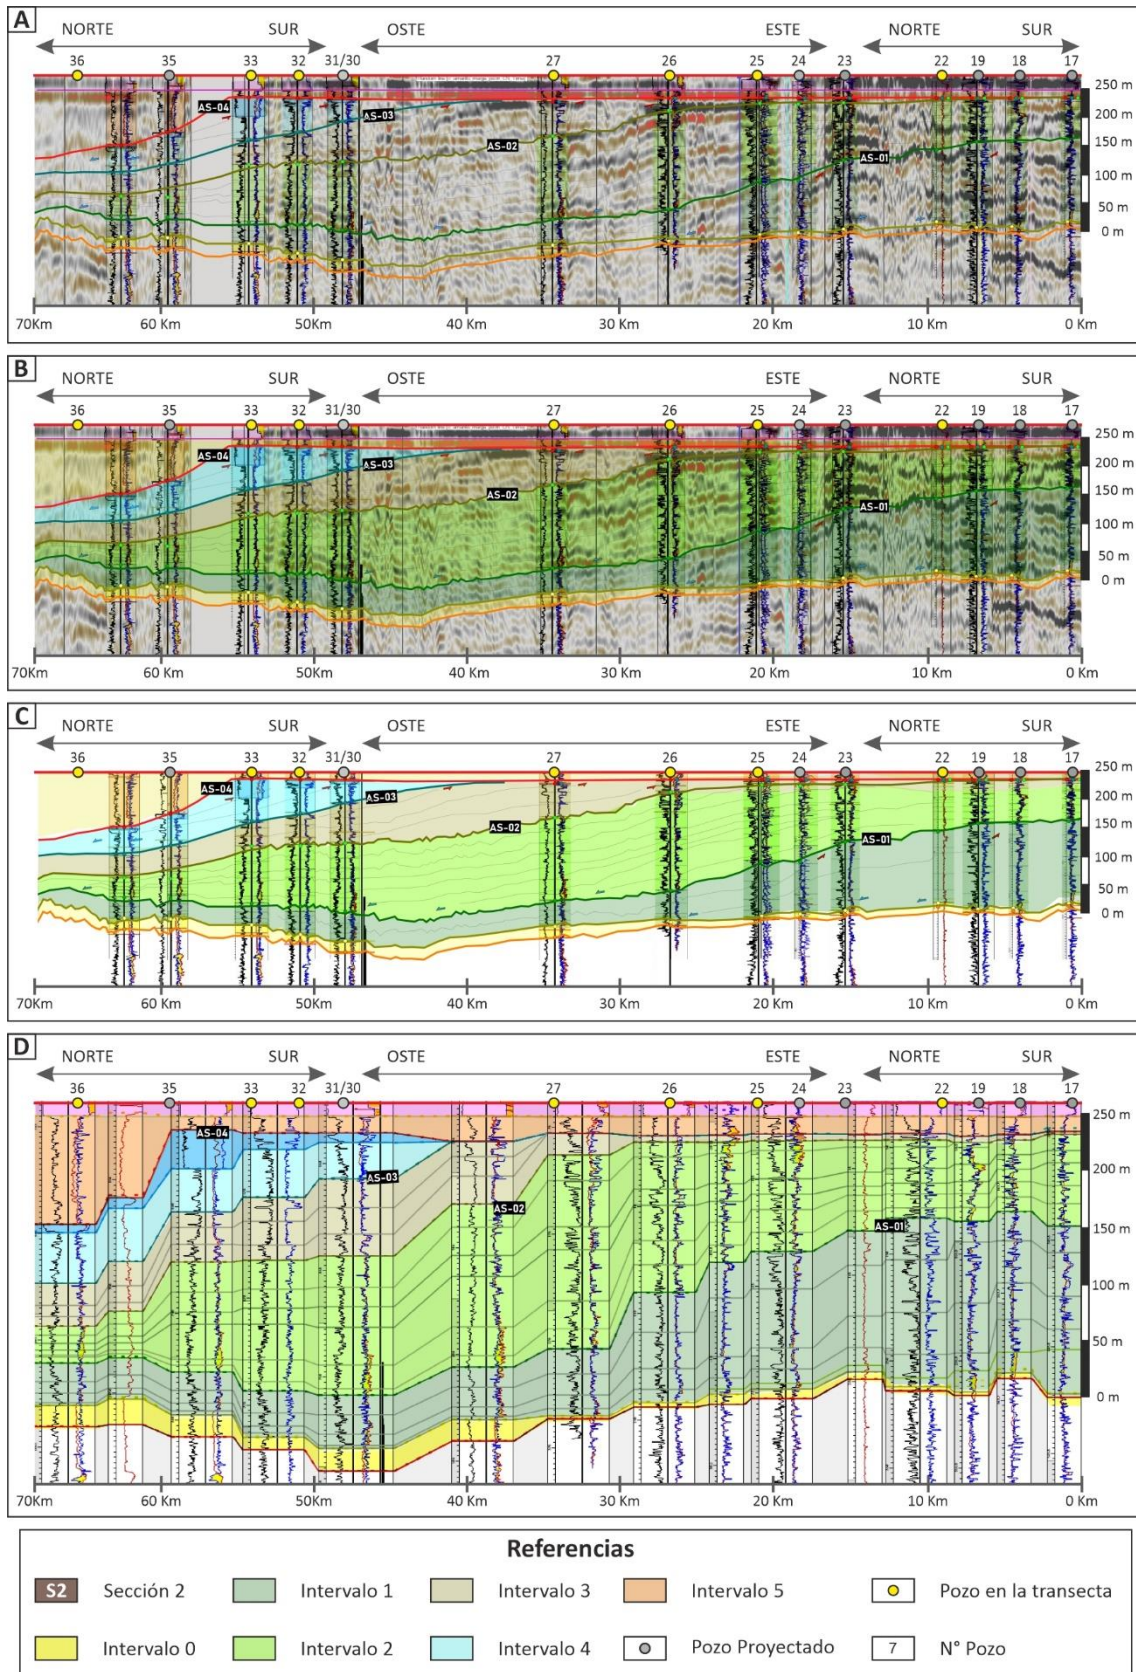 A
NORTE SUR OSTE ESTE NORTE SUR
36 35 33 32 31/30 27 26 25 24 23 22 19 18 17
250 m
AS-04
AS-03
200 m
150 m
AS-02
AS-01
100 m
50 m
0 m
70Km 60 Km 50Km 40 Km 30 Km 20 Km 10 Km 0 Km
B
NORTE SUR OSTE ESTE NORTE SUR
36 35 33 32 31/30 27 26 25 24 23 22 19 18 17
250 m
AS-04
AS-03
200 m
150 m
AS-02
AS-01
100 m
50 m
0 m
70Km 60 Km 50Km 40 Km 30 Km 20 Km 10 Km 0 Km
C
NORTE SUR OSTE ESTE NORTE SUR
36 35 33 32 31/30 27 26 25 24 23 22 19 18 17
250 m
AS-04
AS-03
200 m
150 m
AS-02
AS-01
100 m
50 m
0 m
70Km 60 Km 50Km 40 Km 30 Km 20 Km 10 Km 0 Km
D
NORTE SUR OSTE ESTE NORTE SUR
36 35 33 32 31/30 27 26 25 24 23 22 19 18 17
250 m
AS-04
200 m
AS-03
AS-02
150 m
AS-01
100 m
50 m
0 m
70Km 60 Km 50Km 40 Km 30 Km 20 Km 10 Km 0 Km
Referencias
S2 Sección 2 Intervalo 1 Intervalo 3 Intervalo 5 Pozo en la transecta
Intervalo 0 Intervalo 2 Intervalo 4 Pozo Proyectado 7 N° Pozo